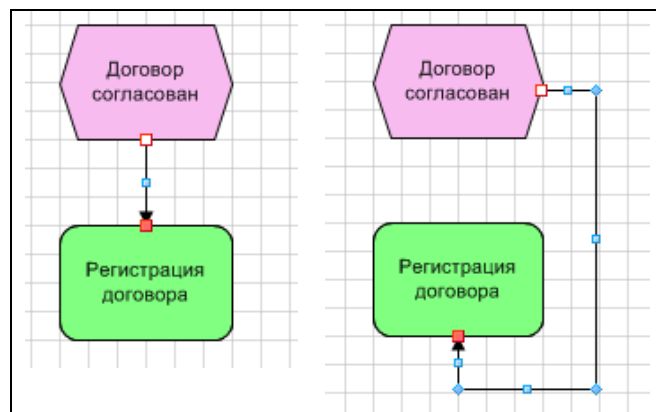 Договор
согласован
Договор
согласован
Регистрация
договора
Регистрация
договора